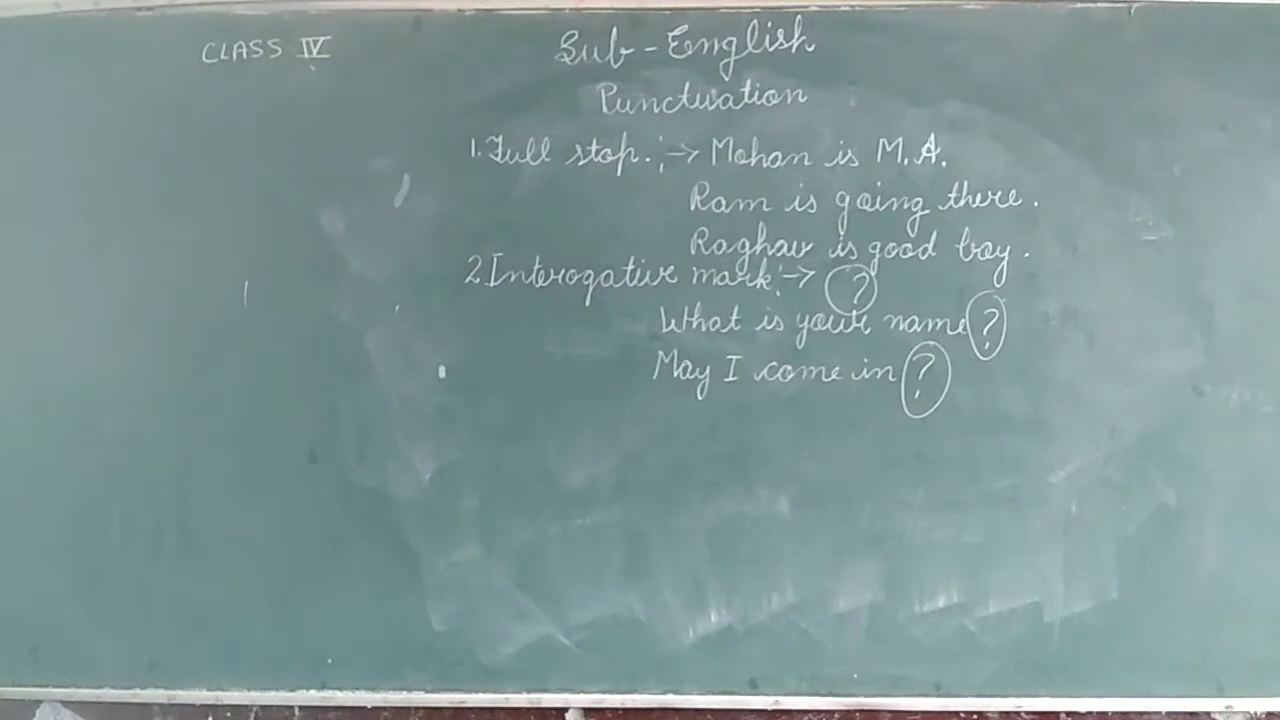 CLASS IV
Sub-English
Punctuation
1. Full stop. :→ Mohan is M.A.
Ram is going there.
Raghav is good boy.
2. Interogative mark :→ ?
What is your name?
May I come in?